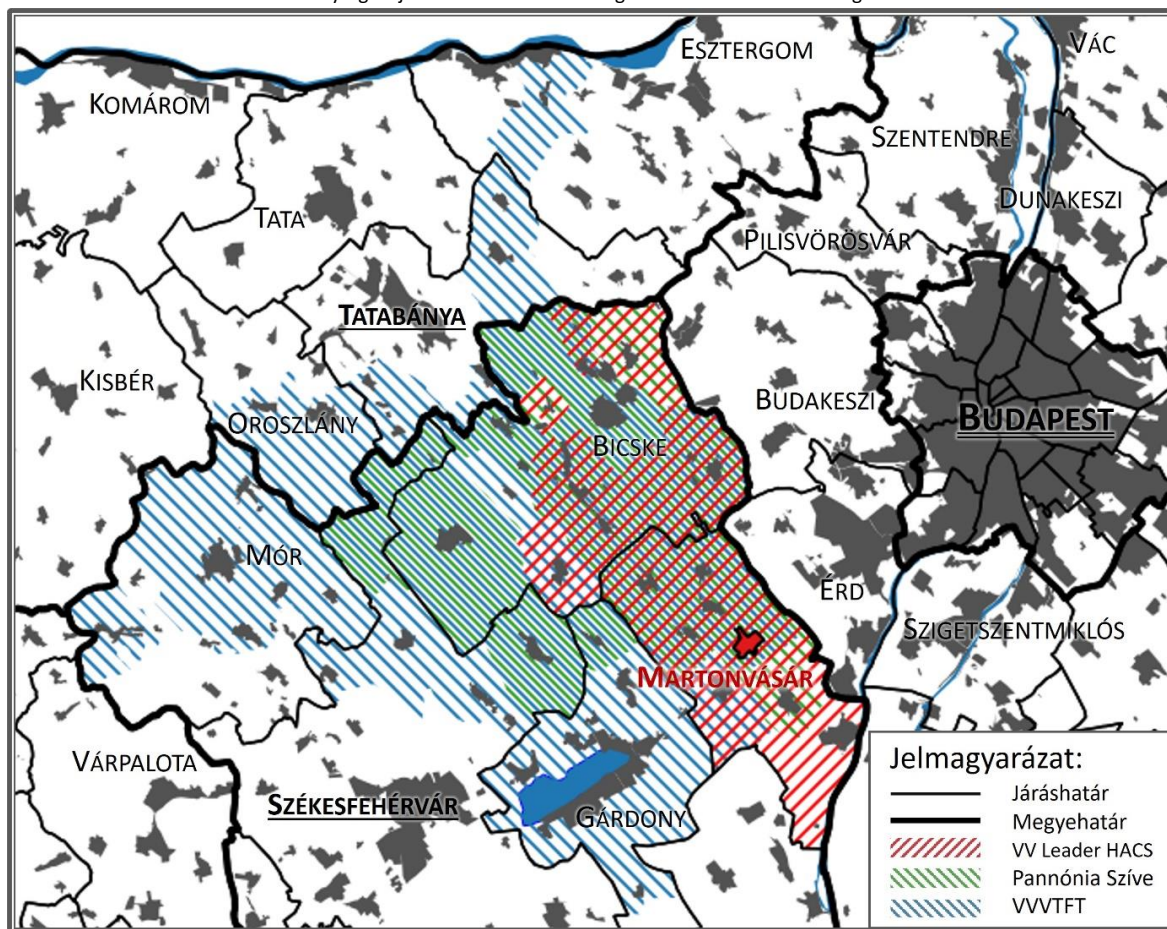 ESZTERGOM
VÁC
KOMÁROM
SZENTENDRE
DUNAKESZI
TATA
PILISVÖRÖSVÁR
TATABÁNYA
KISBÉR
BUDAKESZI
OROSZLÁNY
BUDAPEST
BICSKE
MÓR
ÉRD
SZIGETSZENTMIKLÓS
MARTONVÁSÁR
VÁRPALOTA
SZÉKESFEHÉRVÁR
GÁRDONY
Jelmagyarázat:
Járáshatár
Megyehatár
VV Leader HACS
Pannónia Szíve
VVVTFT